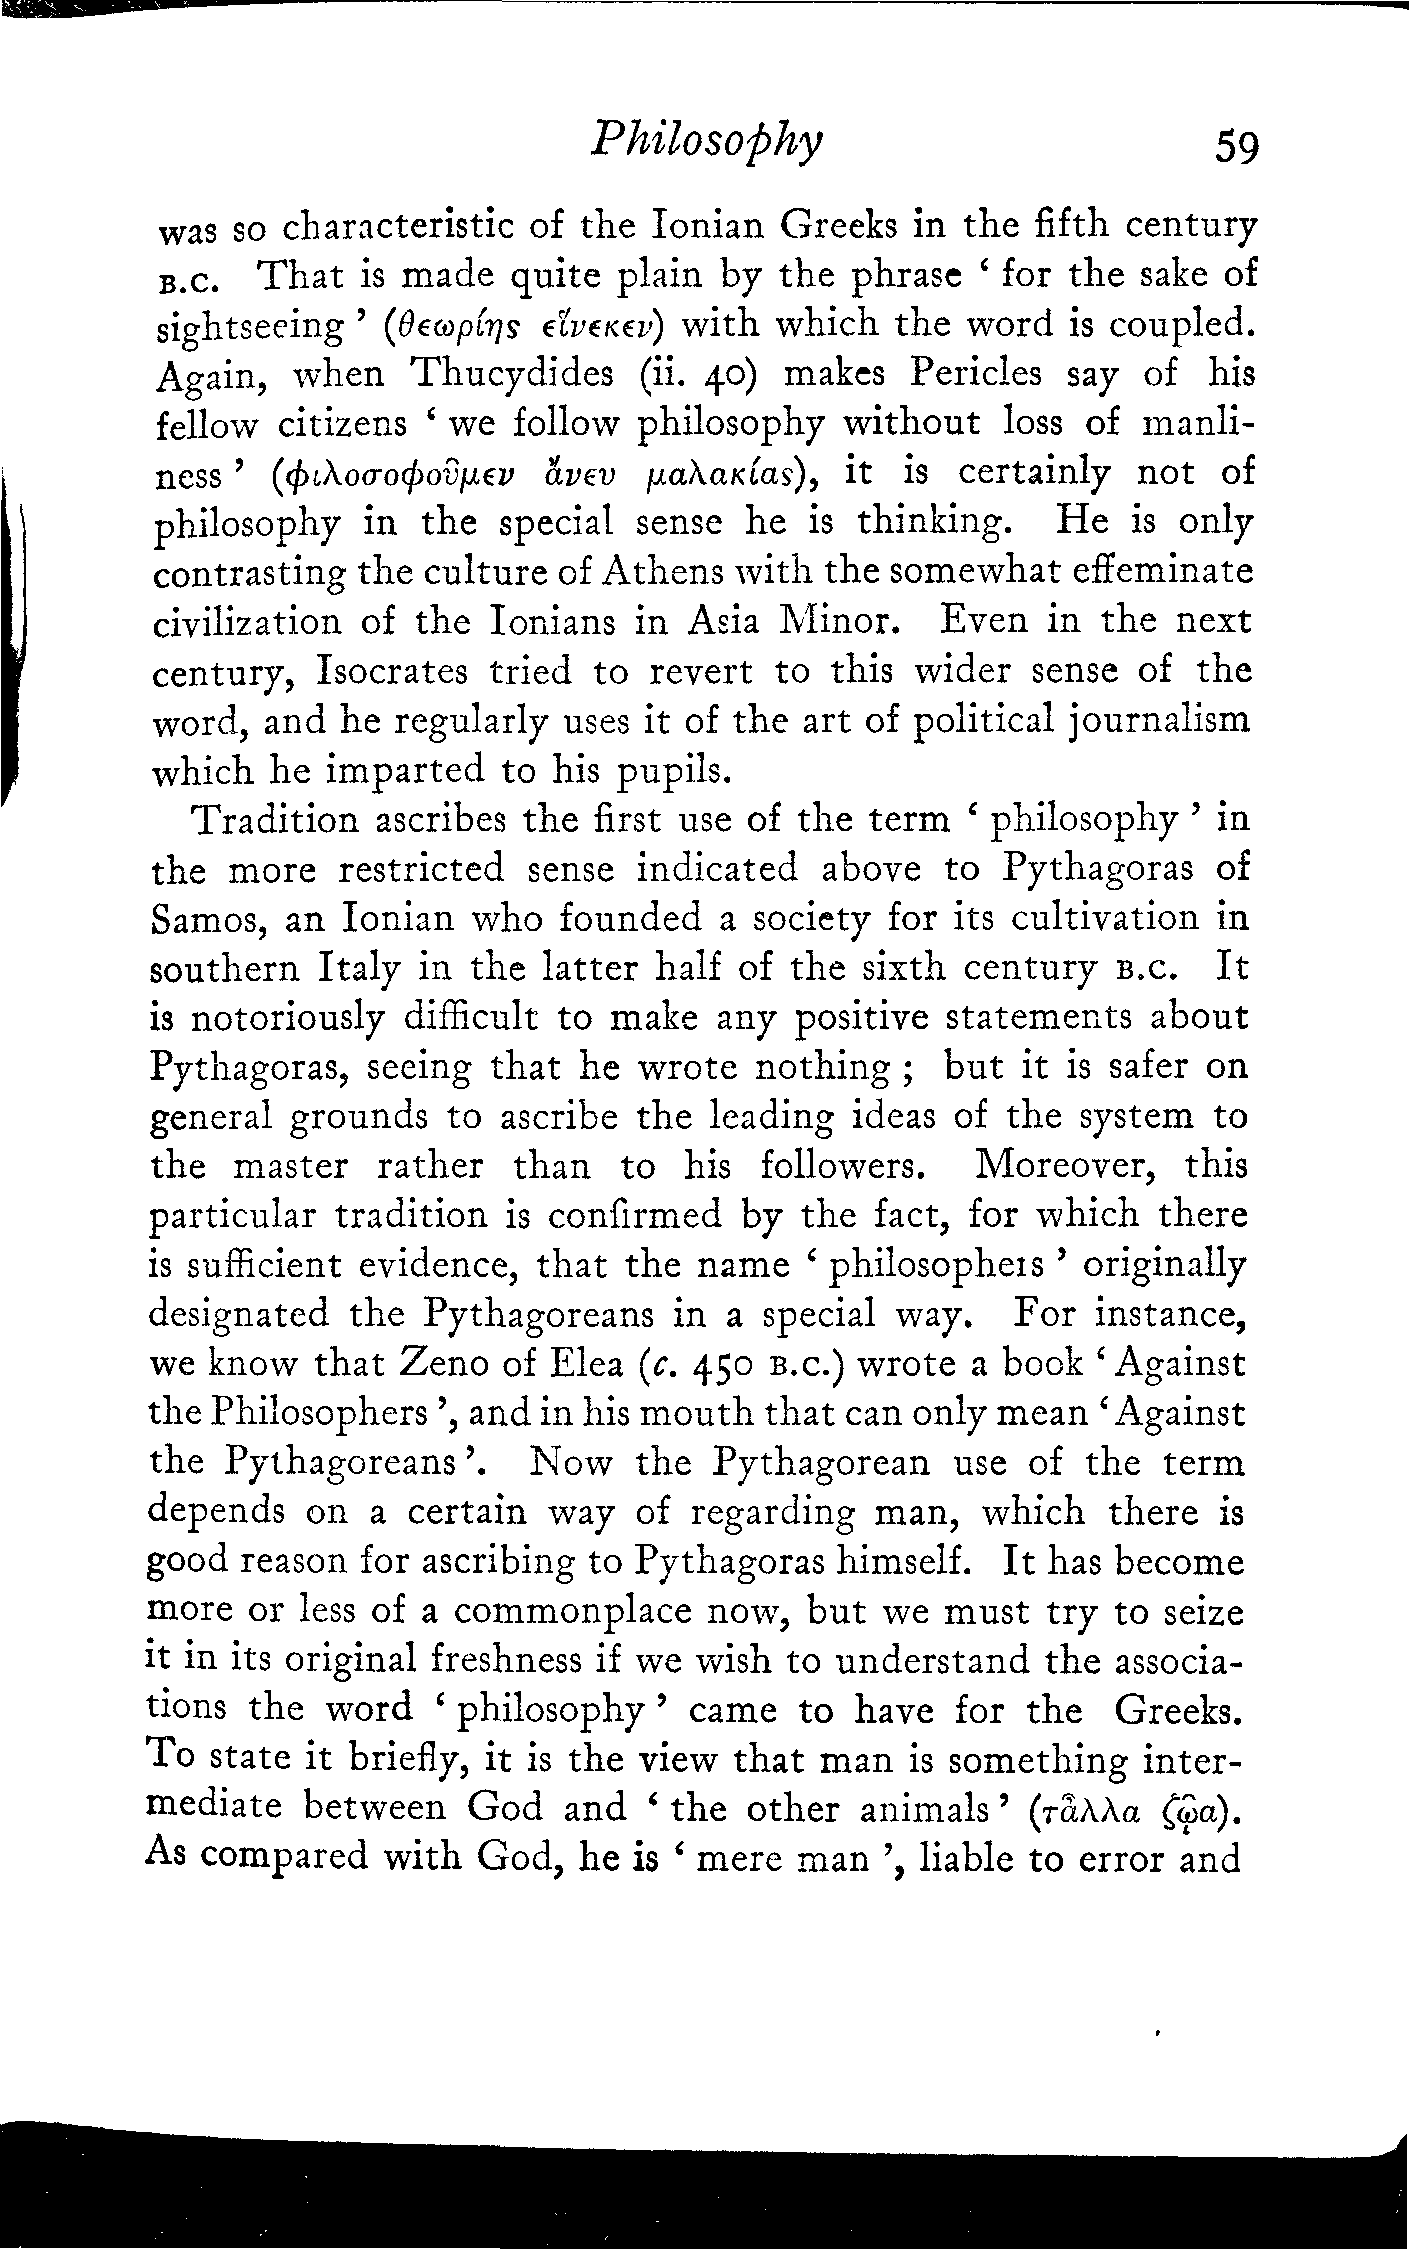 Philosophy 59
was so characteristic of the Ionian Greeks in the fifth century
B.C. That is made quite plain by the phrase ‘ for the sake of
sightseeing ’ (θεωρίης εἵνεκεν) with which the word is coupled.
Again, when Thucydides (ii. 40) makes Pericles say of his
fellow citizens ‘ we follow philosophy without loss of manli-
ness ’ (φιλοσοφοῦμεν ἄνευ μαλακίας), it is certainly not of
philosophy in the special sense he is thinking. He is only
contrasting the culture of Athens with the somewhat effeminate
civilization of the Ionians in Asia Minor. Even in the next
century, Isocrates tried to revert to this wider sense of the
word, and he regularly uses it of the art of political journalism
which he imparted to his pupils.
Tradition ascribes the first use of the term ‘ philosophy ’ in
the more restricted sense indicated above to Pythagoras of
Samos, an Ionian who founded a society for its cultivation in
southern Italy in the latter half of the sixth century B.C. It
is notoriously difficult to make any positive statements about
Pythagoras, seeing that he wrote nothing ; but it is safer on
general grounds to ascribe the leading ideas of the system to
the master rather than to his followers. Moreover, this
particular tradition is confirmed by the fact, for which there
is sufficient evidence, that the name ‘ philosophers ’ originally
designated the Pythagoreans in a special way. For instance,
we know that Zeno of Elea (c. 450 B.C.) wrote a book ‘ Against
the Philosophers ’, and in his mouth that can only mean ‘ Against
the Pythagoreans ’. Now the Pythagorean use of the term
depends on a certain way of regarding man, which there is
good reason for ascribing to Pythagoras himself. It has become
more or less of a commonplace now, but we must try to seize
it in its original freshness if we wish to understand the associa-
tions the word ‘ philosophy ’ came to have for the Greeks.
To state it briefly, it is the view that man is something inter-
mediate between God and ‘ the other animals ’ (τἆλλα ζῷα).
As compared with God, he is ‘ mere man ’, liable to error and